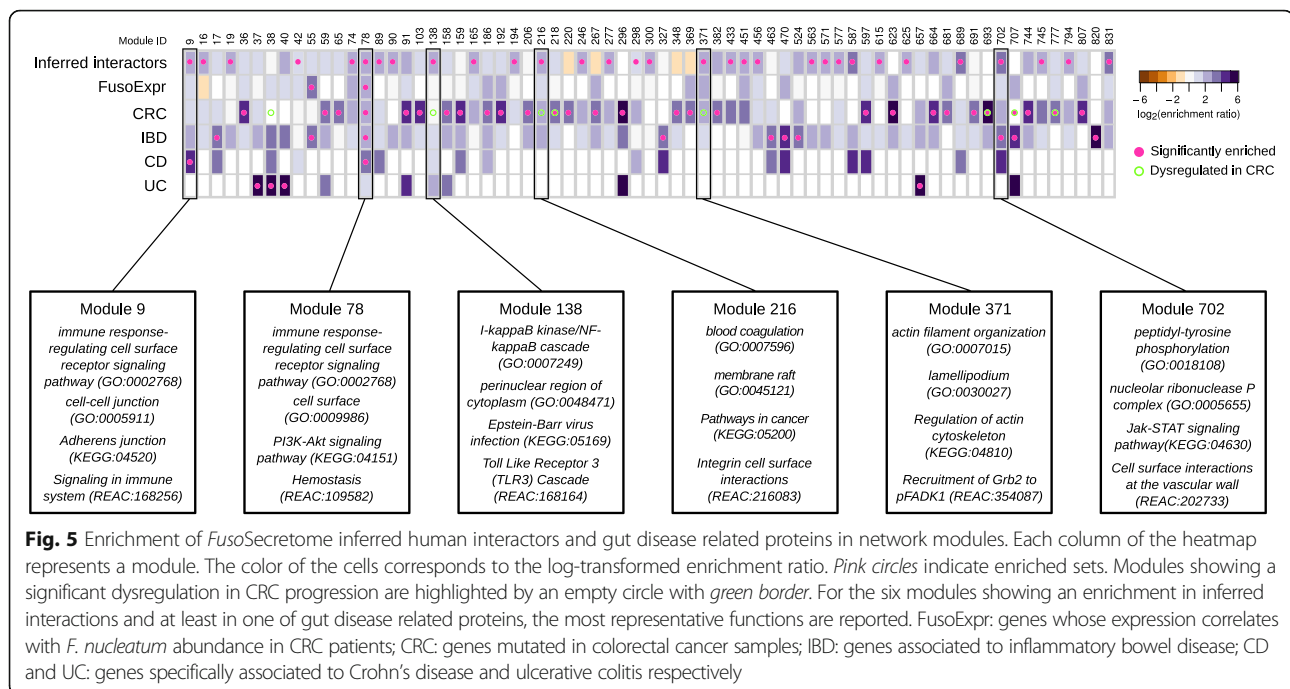 Module ID
9 16 19 36 37 38 40 42 55 59 65 74 78 89 90 91 103 138 158 159 165 186 192 194 206 216 218 220 246 267 277 296 298 300 327 348 369 371 382 433 451 456 463 470 524 563 571 577 587 597 615 623 625 657 664 681 689 691 693 702 707 744 745 777 794 807 820 831
Inferred interactors
FusoExpr
CRC
IBD
CD
UC
−6 −2 2 6
log2(enrichment ratio)
Significantly enriched
Dysregulated in CRC
Module 9
immune response-
regulating cell surface
receptor signaling
pathway (GO:0002768)
cell-cell junction
(GO:0005911)
Adherens junction
(KEGG:04520)
Signaling in immune
system (REAC:168256)
Module 78
immune response-
regulating cell surface
receptor signaling
pathway (GO:0002768)
cell surface
(GO:0009986)
PI3K-Akt signaling
pathway (KEGG:04151)
Hemostasis
(REAC:109582)
Module 138
I-kappaB kinase/NF-
kappaB cascade
(GO:0007249)
perinuclear region of
cytoplasm (GO:0048471)
Epstein-Barr virus
infection (KEGG:05169)
Toll Like Receptor 3
(TLR3) Cascade
(REAC:168164)
Module 216
blood coagulation
(GO:0007596)
membrane raft
(GO:0045121)
Pathways in cancer
(KEGG:05200)
Integrin cell surface
interactions
(REAC:216083)
Module 371
actin filament organization
(GO:0007015)
lamellipodium
(GO:0030027)
Regulation of actin
cytoskeleton
(KEGG:04810)
Recruitment of Grb2 to
pFADK1 (REAC:354087)
Module 702
peptidyl-tyrosine
phosphorylation
(GO:0018108)
nucleolar ribonuclease P
complex (GO:0005655)
Jak-STAT signaling
pathway(KEGG:04630)
Cell surface interactions
at the vascular wall
(REAC:202733)
Fig. 5 Enrichment of FusoSecretome inferred human interactors and gut disease related proteins in network modules. Each column of the heatmap
represents a module. The color of the cells corresponds to the log-transformed enrichment ratio. Pink circles indicate enriched sets. Modules showing a
significant dysregulation in CRC progression are highlighted by an empty circle with green border. For the six modules showing an enrichment in inferred
interactions and at least in one of gut disease related proteins, the most representative functions are reported. FusoExpr: genes whose expression correlates
with F. nucleatum abundance in CRC patients; CRC: genes mutated in colorectal cancer samples; IBD: genes associated to inflammatory bowel disease; CD
and UC: genes specifically associated to Crohn's disease and ulcerative colitis respectively